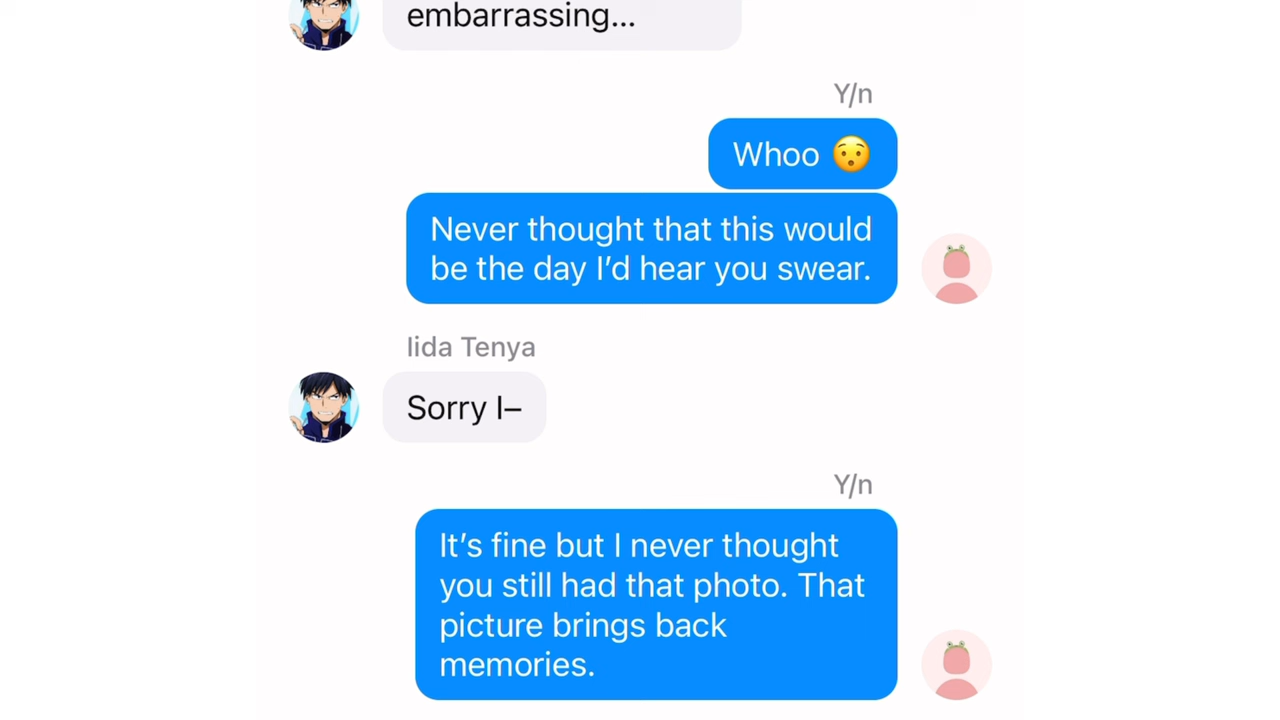 embarrassing...
Y/n
Whoo 😯
Never thought that this would
be the day I’d hear you swear.
Iida Tenya
Sorry I–
Y/n
It’s fine but I never thought
you still had that photo. That
picture brings back
memories.